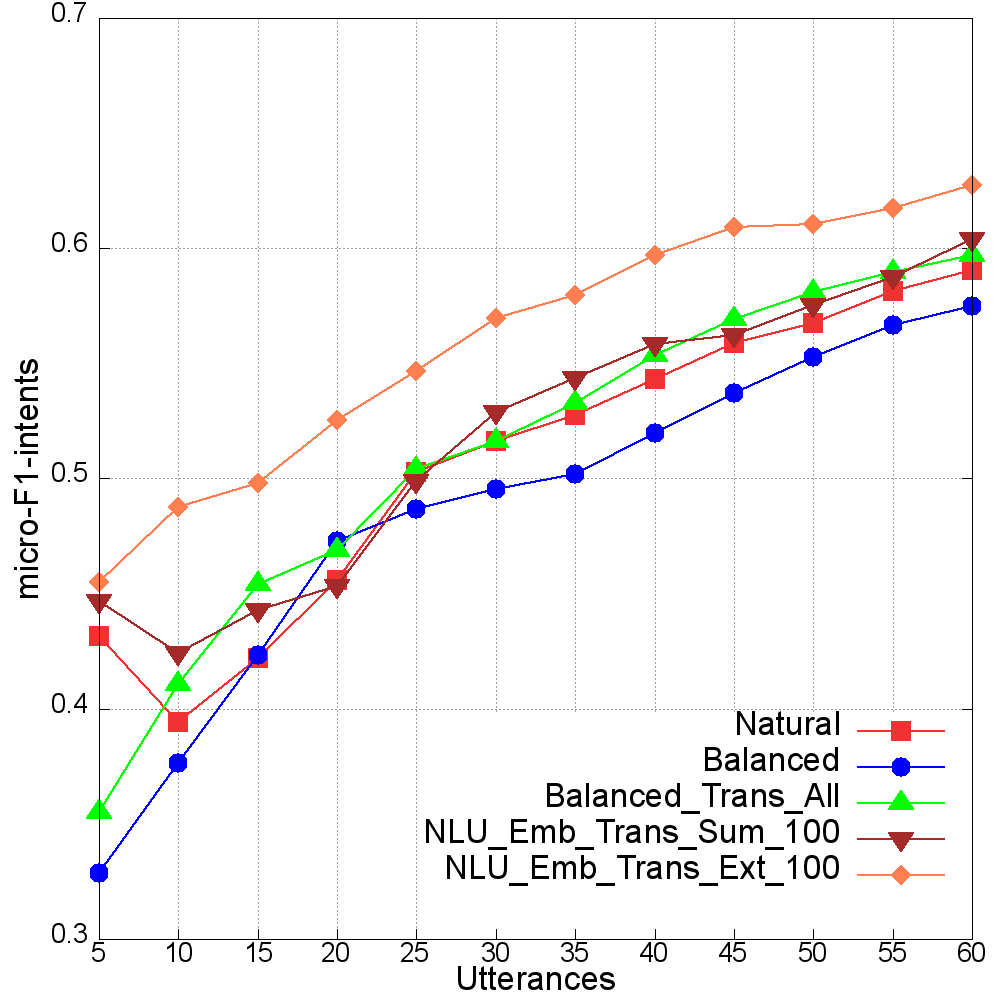 0.7
0.6
0.5
0.4
0.3
micro-F1-intents
Natural
Balanced
Balanced_Trans_All
NLU_Emb_Trans_Sum_100
NLU_Emb_Trans_Ext_100
5 10 15 20 25 30 35 40 45 50 55 60
Utterances